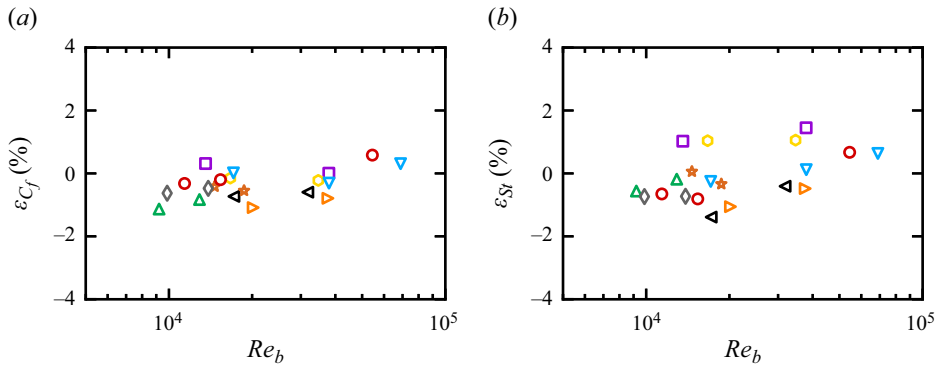 (a)
4
2
0
–2
–4
ε_{C_f} (%)
10^4
10^5
Re_b
(b)
4
2
0
–2
–4
ε_{St} (%)
10^4
10^5
Re_b